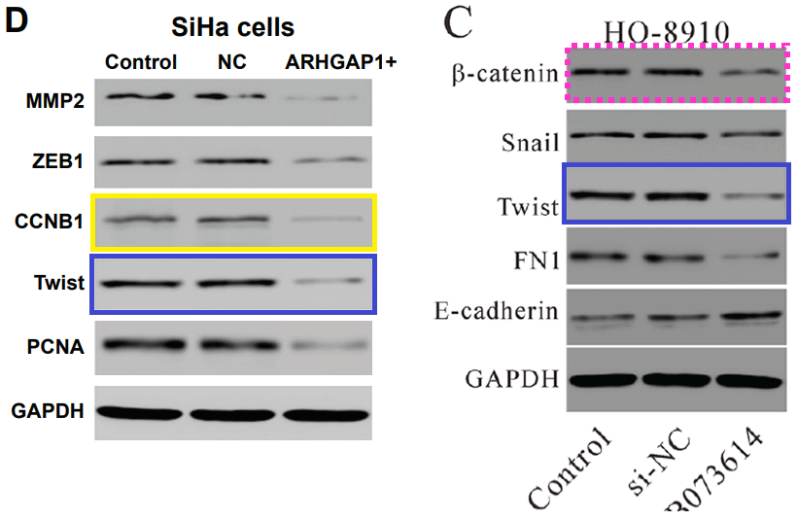 D
SiHa cells
Control NC ARHGAP1+
MMP2
ZEB1
CCNB1
Twist
PCNA
GAPDH
C
HO-8910
β-catenin
Snail
Twist
FN1
E-cadherin
GAPDH
Control
si-NC